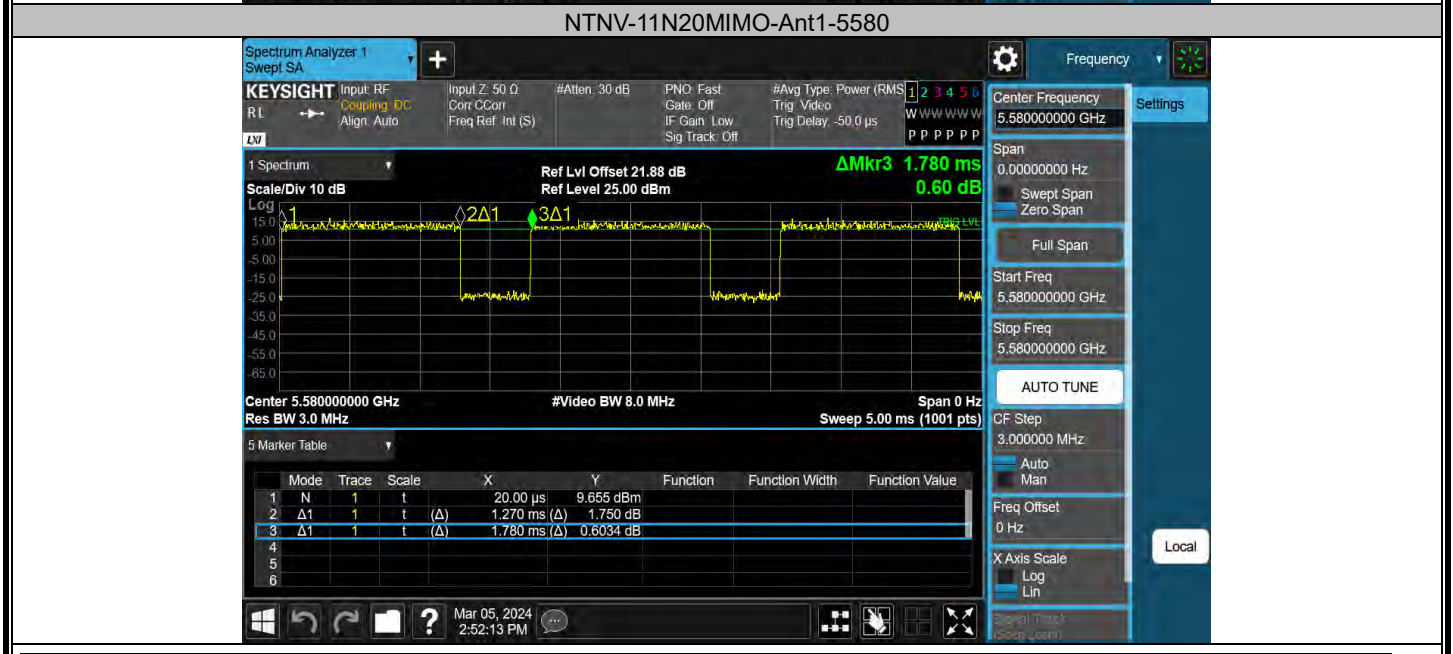 NTNV-11N20MIMO-Ant1-5580
Spectrum Analyzer 1
Swept SA
Frequency
KEYSIGHT
RL
LXI
Input: RF
Coupling: DC
Align: Auto
Input Z: 50 Ω
Corr CCorr
Freq Ref: Int (S)
#Atten: 30 dB
PNO: Fast
Gate: Off
IF Gain: Low
Sig Track: Off
#Avg Type: Power (RMS
Trig: Video
Trig Delay: -50.0 µs
1 2 3 4 5 6
W W W W W W
P P P P P P
Center Frequency
5.580000000 GHz
Settings
1 Spectrum
Scale/Div 10 dB
Ref Lvl Offset 21.88 dB
Ref Level 25.00 dBm
ΔMkr3 1.780 ms
0.60 dB
Span
0.00000000 Hz
Swept Span
Zero Span
Log
15.0
5.00
-5.00
-15.0
-25.0
-35.0
-45.0
-55.0
-65.0
1
2Δ1
3Δ1
TRIG LVL
Full Span
Start Freq
5.580000000 GHz
Stop Freq
5.580000000 GHz
AUTO TUNE
Center 5.580000000 GHz
#Video BW 8.0 MHz
Span 0 Hz
Res BW 3.0 MHz
Sweep 5.00 ms (1001 pts)
CF Step
3.000000 MHz
Auto
Man
5 Marker Table
Mode Trace Scale X Y Function Function Width Function Value
1 N 1 t 20.00 µs 9.655 dBm
2 Δ1 1 t (Δ) 1.270 ms (Δ) 1.750 dB
3 Δ1 1 t (Δ) 1.780 ms (Δ) 0.6034 dB
4
5
6
Freq Offset
0 Hz
X Axis Scale
Log
Lin
Local
Signal Track
(Span Zoom)
?
Mar 05, 2024
2:52:13 PM